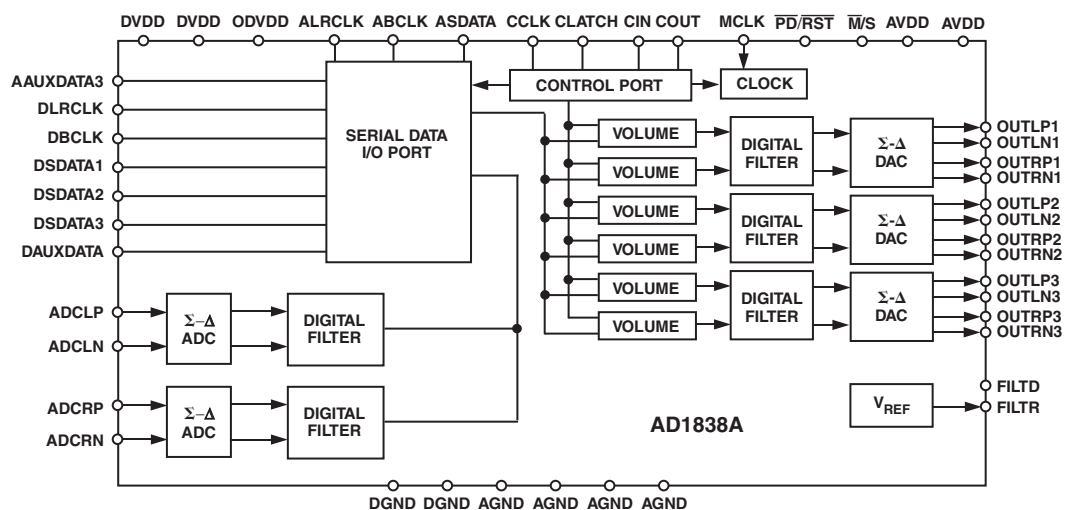 DVDD DVDD ODVDD ALRCLK ABCLK ASDATA CCLK CLATCH CIN COUT MCLK PD/RST M/S AVDD AVDD
AAUXDATA3
DLRCLK
DBCLK
DSDATA1
DSDATA2
DSDATA3
DAUXDATA
ADCLP
ADCLN
ADCRP
ADCRN
SERIAL DATA
I/O PORT
CONTROL PORT
CLOCK
VOLUME
VOLUME
VOLUME
VOLUME
VOLUME
VOLUME
DIGITAL
FILTER
DIGITAL
FILTER
DIGITAL
FILTER
Σ-Δ
DAC
Σ-Δ
DAC
Σ-Δ
DAC
OUTLP1
OUTLN1
OUTRP1
OUTRN1
OUTLP2
OUTLN2
OUTRP2
OUTRN2
OUTLP3
OUTLN3
OUTRP3
OUTRN3
Σ–Δ
ADC
DIGITAL
FILTER
Σ–Δ
ADC
DIGITAL
FILTER
VREF
FILTD
FILTR
AD1838A
DGND DGND AGND AGND AGND AGND